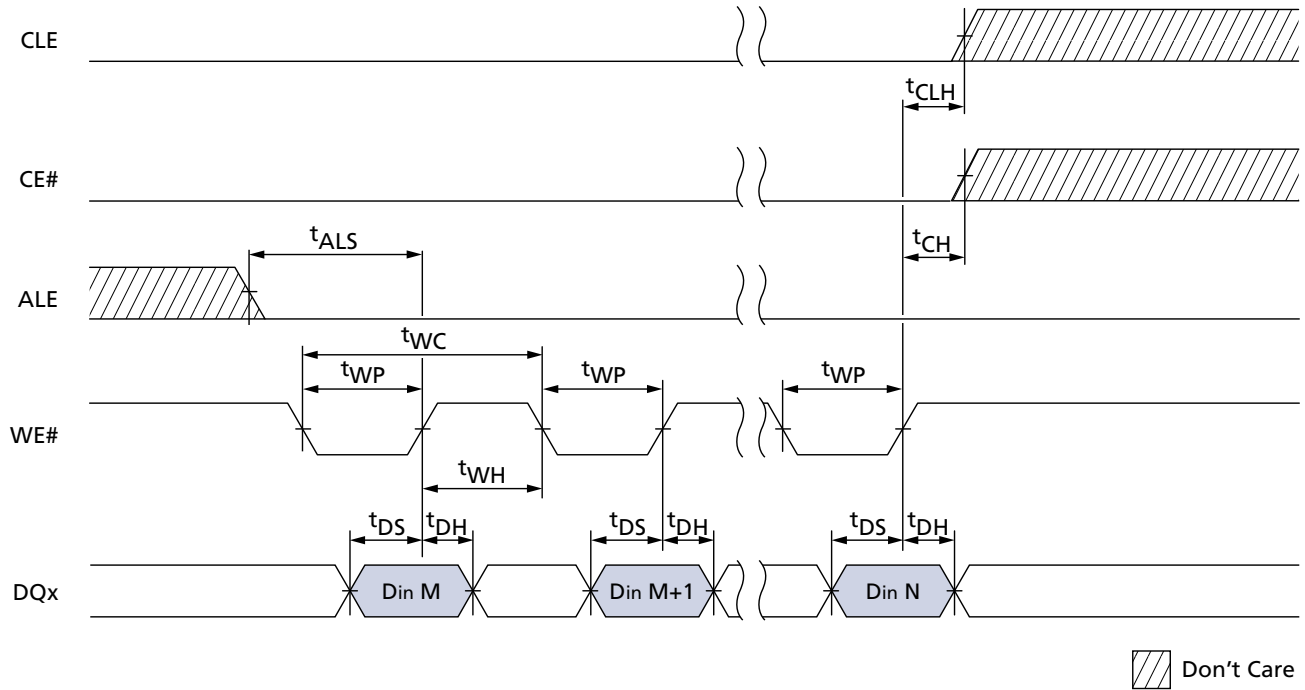 CLE
tCLH
CE#
tALS
tCH
ALE
tWC
tWP
tWP
tWP
WE#
tWH
tDS
tDH
tDS
tDH
tDS
tDH
DQx
Din M
Din M+1
Din N
Don't Care